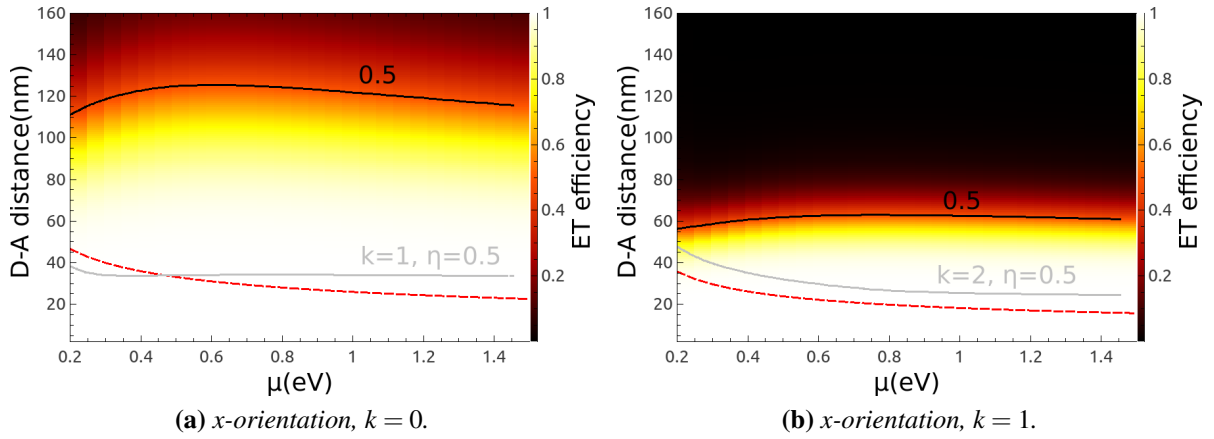 160
140
120
100
80
60
40
20
D-A distance(nm)
0.5
k=1, η=0.5
0.2 0.4 0.6 0.8 1 1.2 1.4
μ(eV)
1
0.8
0.6
0.4
0.2
ET efficiency
(a) x-orientation, k = 0.
160
140
120
100
80
60
40
20
D-A distance(nm)
0.5
k=2, η=0.5
0.2 0.4 0.6 0.8 1 1.2 1.4
μ(eV)
1
0.8
0.6
0.4
0.2
ET efficiency
(b) x-orientation, k = 1.